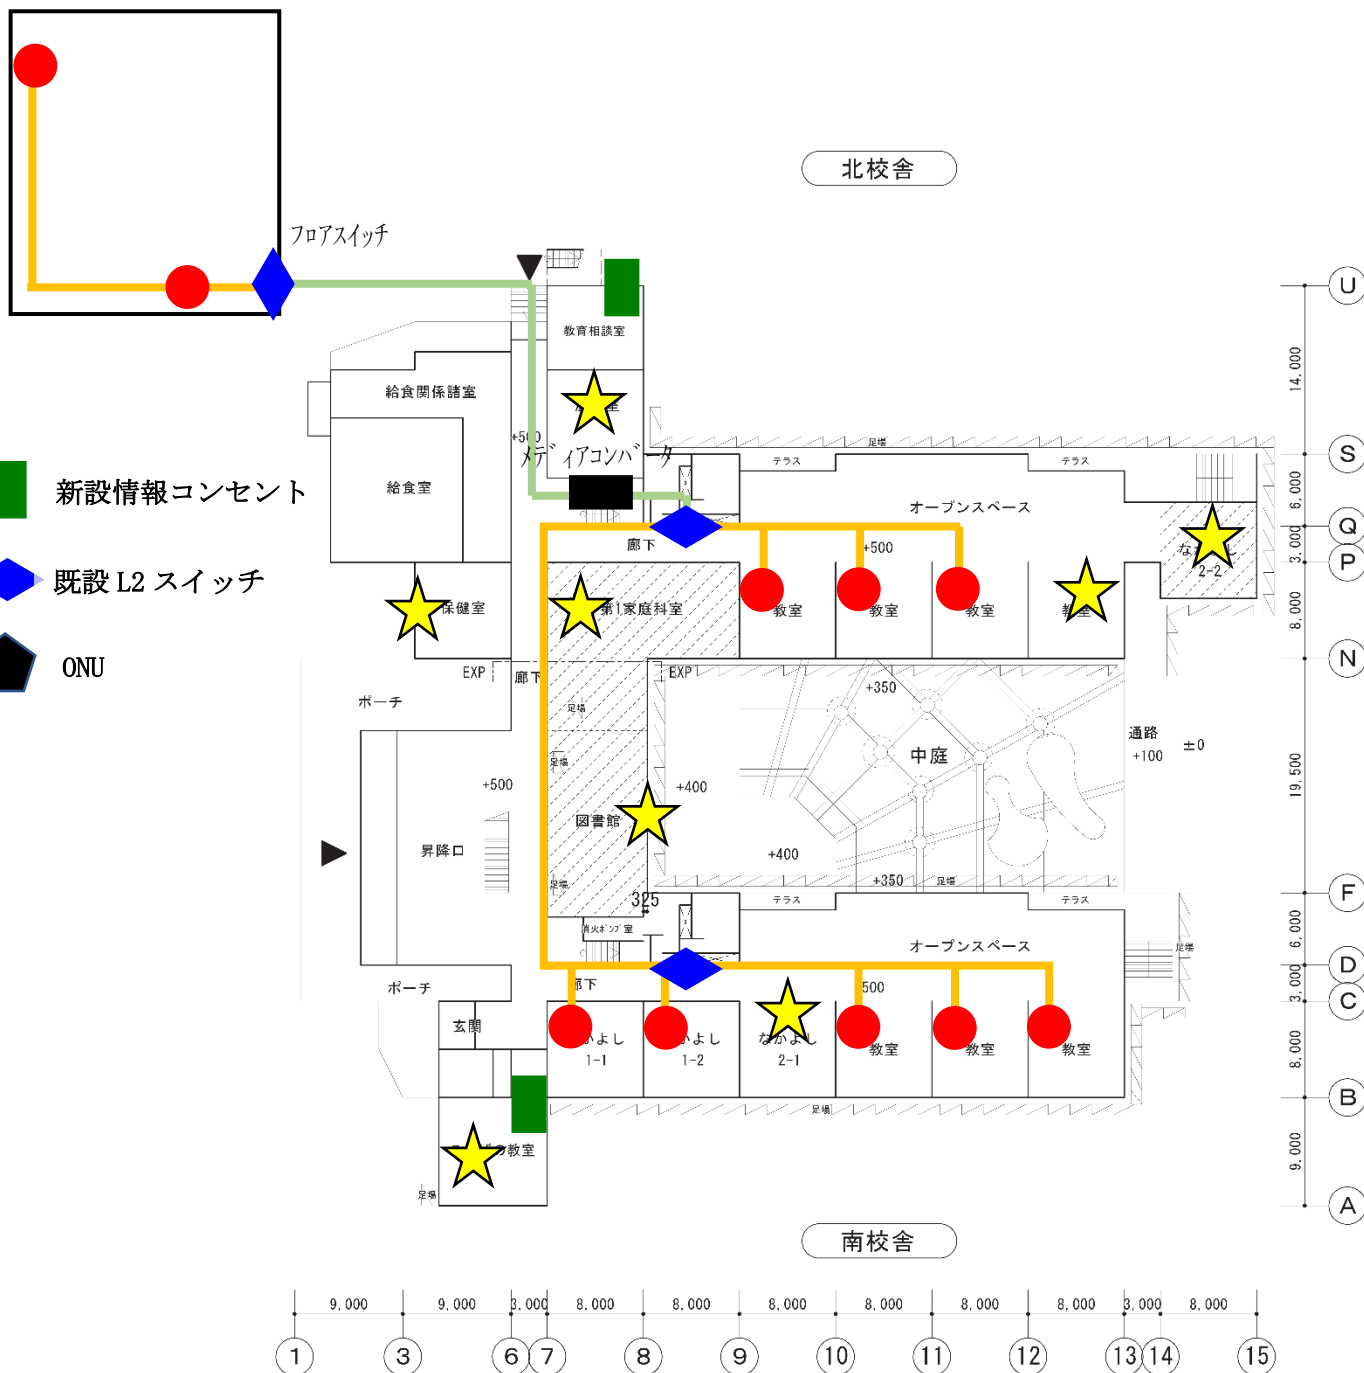 北校舎
フロアスイッチ
U
教育相談室
14,000
給食関係諸室
+500
メディアコンバータ
足場
S
テラス
テラス
給食室
新設情報コンセント
オープンスペース
6,000
Q
廊下
+500
3,000
P
2-2
既設 L2 スイッチ
保健室
第1家庭科室
教室
教室
教室
8,000
N
ONU
EXP
廊下
EXP
+350
ポーチ
足場
通路
+100
±0
中庭
足場
+500
+400
19,500
図書館
昇降口
+400
足場
+350
足場
325
F
テラス
テラス
消火ポンプ室
オープンスペース
足場
6,000
D
ポーチ
廊下
500
3,000
C
玄関
かよし
1-1
かよし
1-2
なかよし
2-1
教室
教室
教室
8,000
B
足場
の教室
9,000
足場
A
南校舎
9,000
9,000
3,000
8,000
8,000
8,000
8,000
8,000
8,000
3,000
8,000
1
3
6
7
8
9
10
11
12
13
14
15